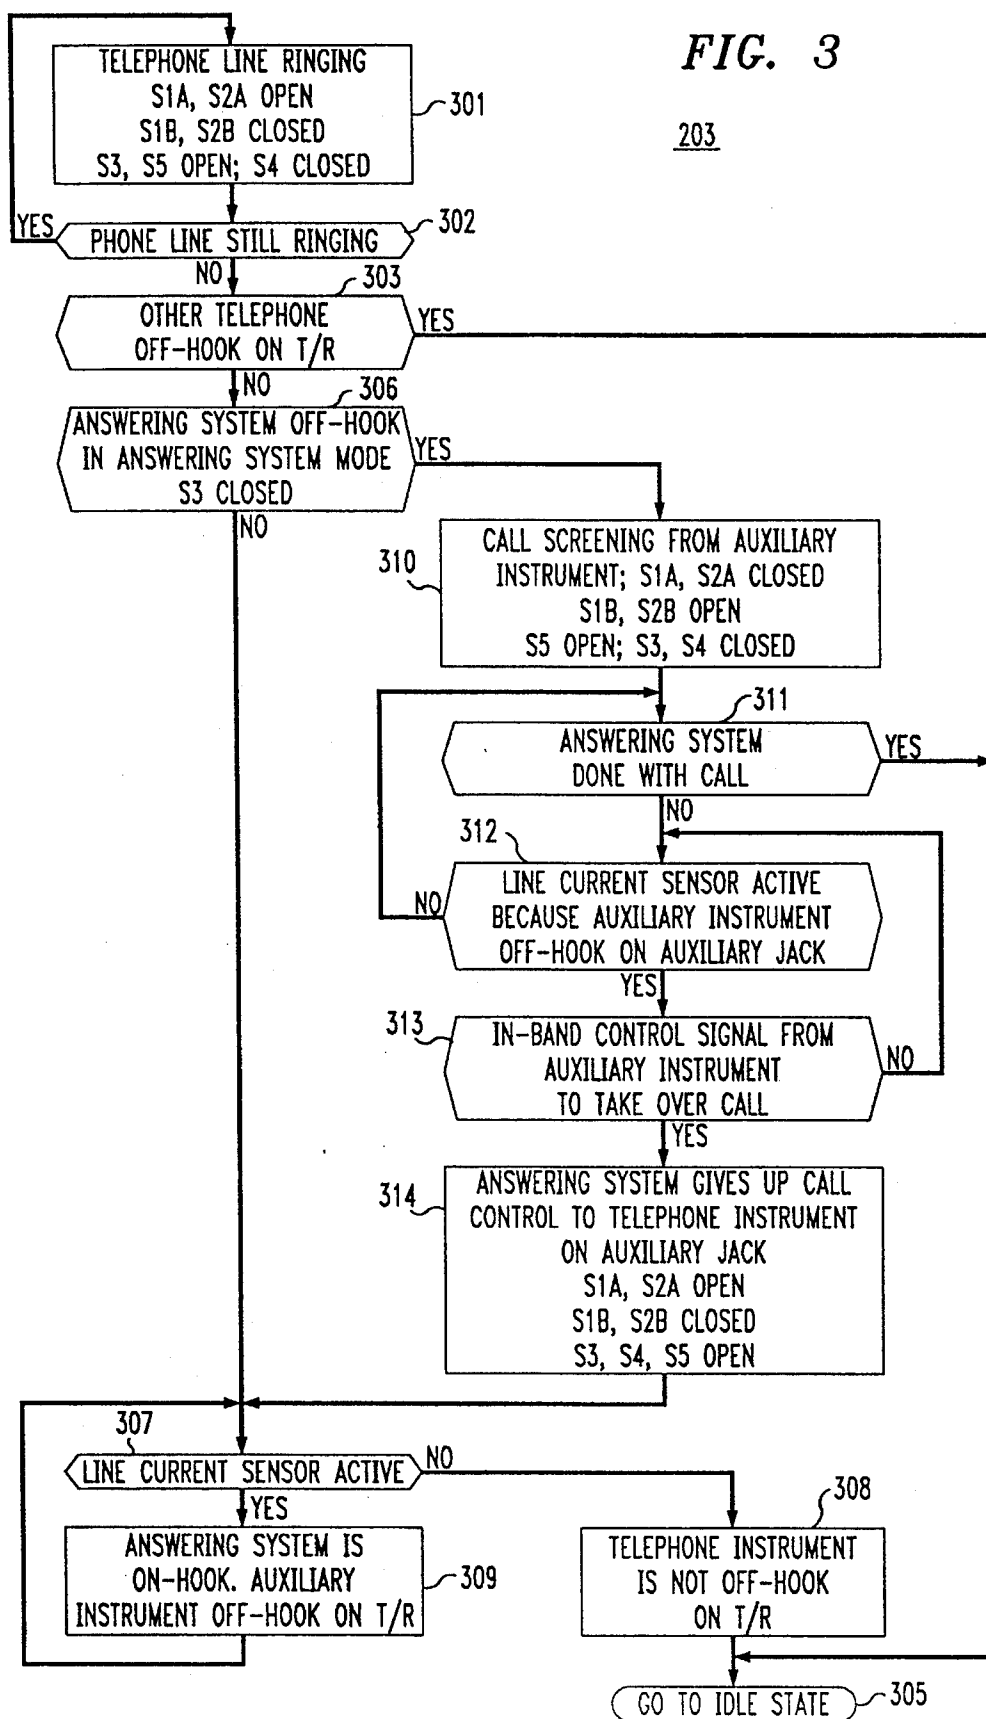 FIG. 3
203
TELEPHONE LINE RINGING
S1A, S2A OPEN
S1B, S2B CLOSED
S3, S5 OPEN; S4 CLOSED
301
YES
PHONE LINE STILL RINGING
302
NO
303
OTHER TELEPHONE
OFF-HOOK ON T/R
YES
NO
306
ANSWERING SYSTEM OFF-HOOK
IN ANSWERING SYSTEM MODE
S3 CLOSED
YES
NO
310
CALL SCREENING FROM AUXILIARY
INSTRUMENT; S1A, S2A CLOSED
S1B, S2B OPEN
S5 OPEN; S3, S4 CLOSED
311
ANSWERING SYSTEM
DONE WITH CALL
YES
NO
312
LINE CURRENT SENSOR ACTIVE
BECAUSE AUXILIARY INSTRUMENT
OFF-HOOK ON AUXILIARY JACK
NO
YES
313
IN-BAND CONTROL SIGNAL FROM
AUXILIARY INSTRUMENT
TO TAKE OVER CALL
NO
YES
314
ANSWERING SYSTEM GIVES UP CALL
CONTROL TO TELEPHONE INSTRUMENT
ON AUXILIARY JACK
S1A, S2A OPEN
S1B, S2B CLOSED
S3, S4, S5 OPEN
307
LINE CURRENT SENSOR ACTIVE
NO
YES
ANSWERING SYSTEM IS
ON-HOOK. AUXILIARY
INSTRUMENT OFF-HOOK ON T/R
309
308
TELEPHONE INSTRUMENT
IS NOT OFF-HOOK
ON T/R
GO TO IDLE STATE
305